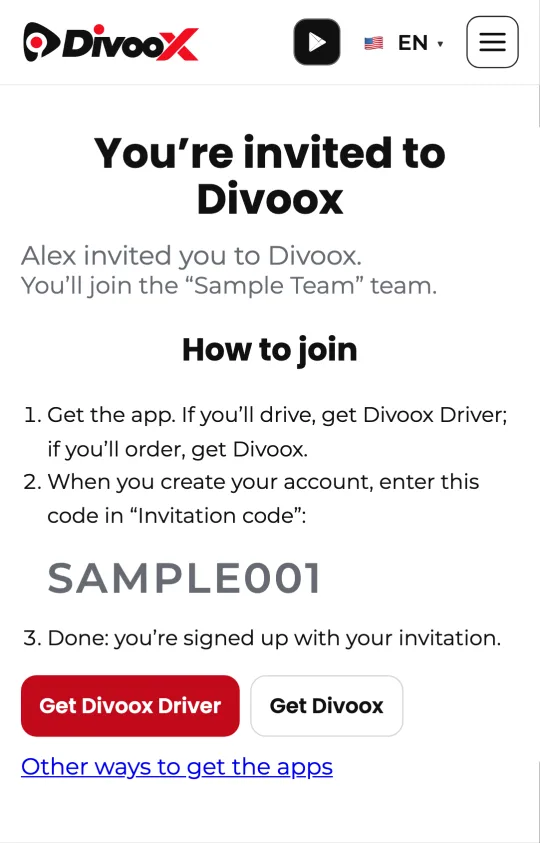 DivooX
EN
You’re invited to
Divoox
Alex invited you to Divoox.
You’ll join the “Sample Team” team.
How to join
1. Get the app. If you’ll drive, get Divoox Driver;
if you’ll order, get Divoox.
2. When you create your account, enter this
code in “Invitation code”:
SAMPLE001
3. Done: you’re signed up with your invitation.
Get Divoox Driver
Get Divoox
Other ways to get the apps